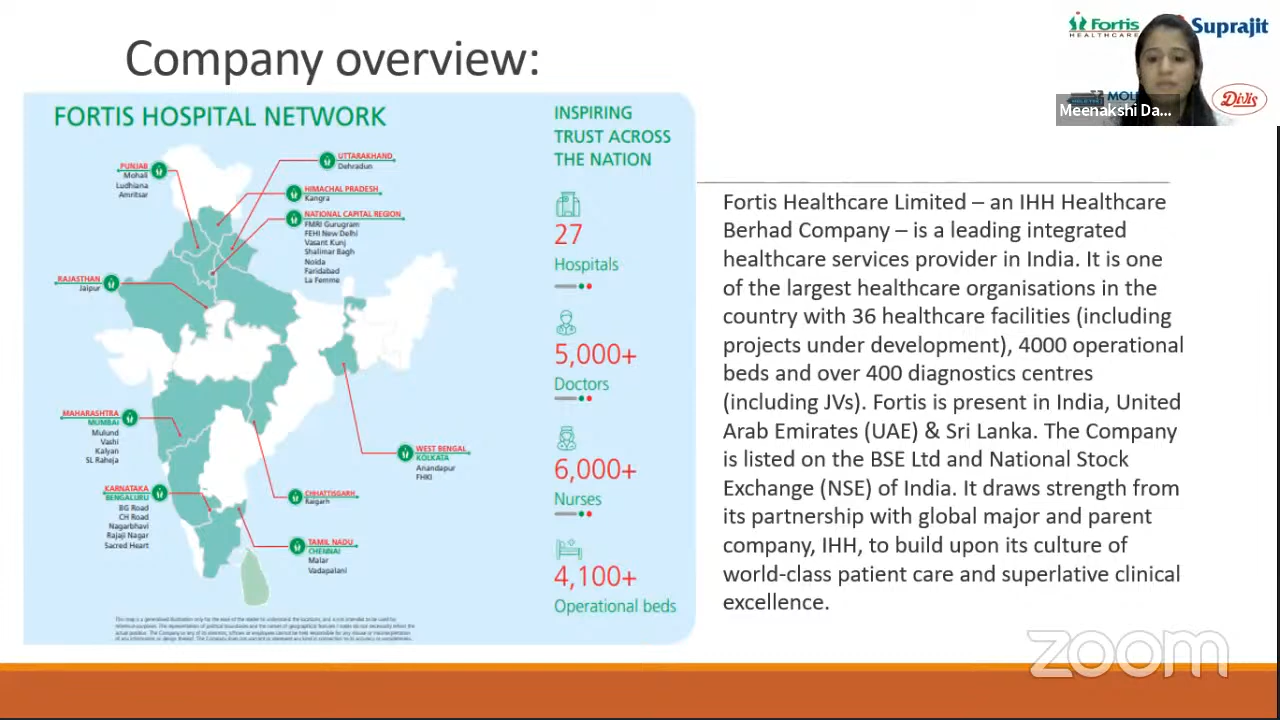 Company overview:
Fortis
HEALTHCARE
Suprajit
MOL
Divis
Meenakshi Da...
FORTIS HOSPITAL NETWORK
PUNJAB
Mohali
Ludhiana
Amritsar
UTTARAKHAND
Dehradun
HIMACHAL PRADESH
Kangra
NATIONAL CAPITAL REGION
FMRI Gurugram
FEHI New Delhi
Vasant Kunj
Shalimar Bagh
Noida
Faridabad
La Femme
RAJASTHAN
Jaipur
MAHARASHTRA
MUMBAI
Mulund
Vashi
Kalyan
SL Raheja
WEST BENGAL
KOLKATA
Anandapur
FHKI
KARNATAKA
BENGALURU
BG Road
CH Road
Nagarbhavi
Rajaji Nagar
Sacred Heart
CHHATTISGARH
Raigarh
TAMIL NADU
CHENNAI
Malar
Vadapalani
INSPIRING
TRUST ACROSS
THE NATION
27
Hospitals
5,000+
Doctors
6,000+
Nurses
4,100+
Operational beds
Fortis Healthcare Limited – an IHH Healthcare
Berhad Company – is a leading integrated
healthcare services provider in India. It is one
of the largest healthcare organisations in the
country with 36 healthcare facilities (including
projects under development), 4000 operational
beds and over 400 diagnostics centres
(including JVs). Fortis is present in India, United
Arab Emirates (UAE) & Sri Lanka. The Company
is listed on the BSE Ltd and National Stock
Exchange (NSE) of India. It draws strength from
its partnership with global major and parent
company, IHH, to build upon its culture of
world-class patient care and superlative clinical
excellence.
zoom